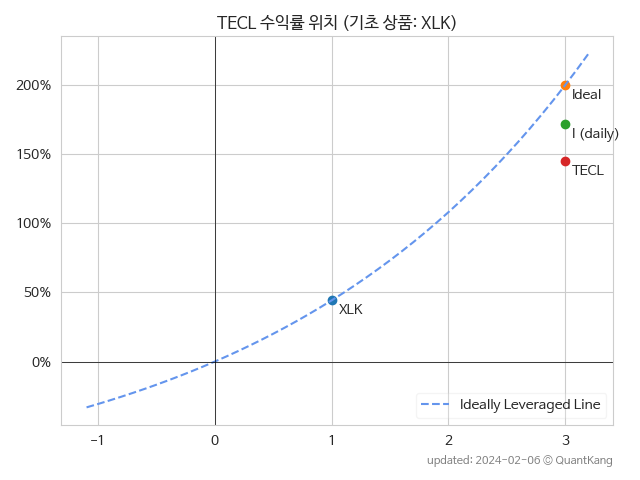 TECL 수익률 위치 (기초 상품: XLK)
200%
150%
100%
50%
0%
Ideal
I (daily)
TECL
XLK
Ideally Leveraged Line
−1
0
1
2
3
updated: 2024-02-06 © QuantKang